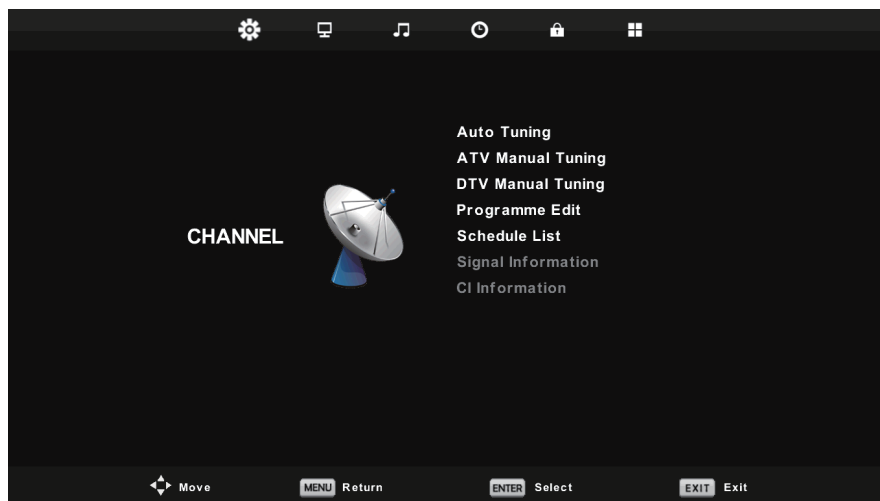 CHANNEL
Auto Tuning
ATV Manual Tuning
DTV Manual Tuning
Programme Edit
Schedule List
Signal Information
CI Information
Move MENU Return ENTER Select EXIT Exit